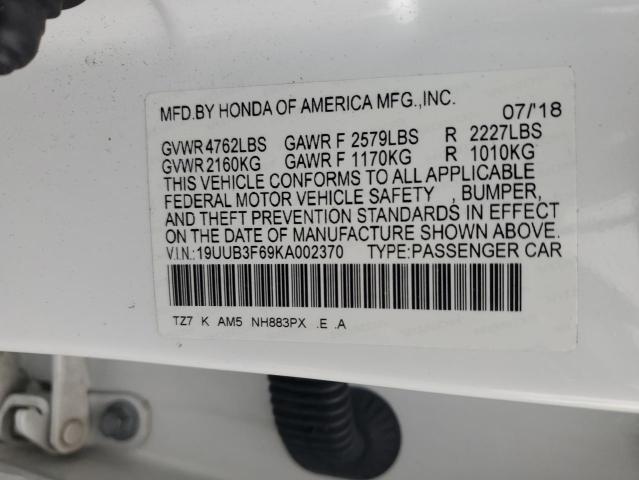 MFD.BY HONDA OF AMERICA MFG.,INC. 07/'18
GVWR 4762LBS GAWR F 2579LBS R 2227LBS
GVWR 2160KG GAWR F 1170KG R 1010KG
THIS VEHICLE CONFORMS TO ALL APPLICABLE
FEDERAL MOTOR VEHICLE SAFETY , BUMPER,
AND THEFT PREVENTION STANDARDS IN EFFECT
ON THE DATE OF MANUFACTURE SHOWN ABOVE.
V.I.N.:19UUB3F69KA002370 TYPE:PASSENGER CAR
TZ7 K AM5 NH883PX .E .A